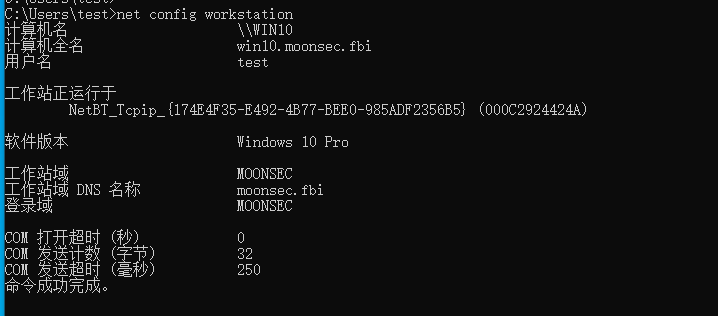 C:\Users\test>net config workstation
计算机名 \\WIN10
计算机全名 win10.moonsec.fbi
用户名 test
工作站正运行于
NetBT_Tcpip_{174E4F35-E492-4B77-BEE0-985ADF2356B5} (000C2924424A)
软件版本 Windows 10 Pro
工作站域 MOONSEC
工作站域 DNS 名称 moonsec.fbi
登录域 MOONSEC
COM 打开超时 (秒) 0
COM 发送计数 (字节) 32
COM 发送超时 (毫秒) 250
命令成功完成。